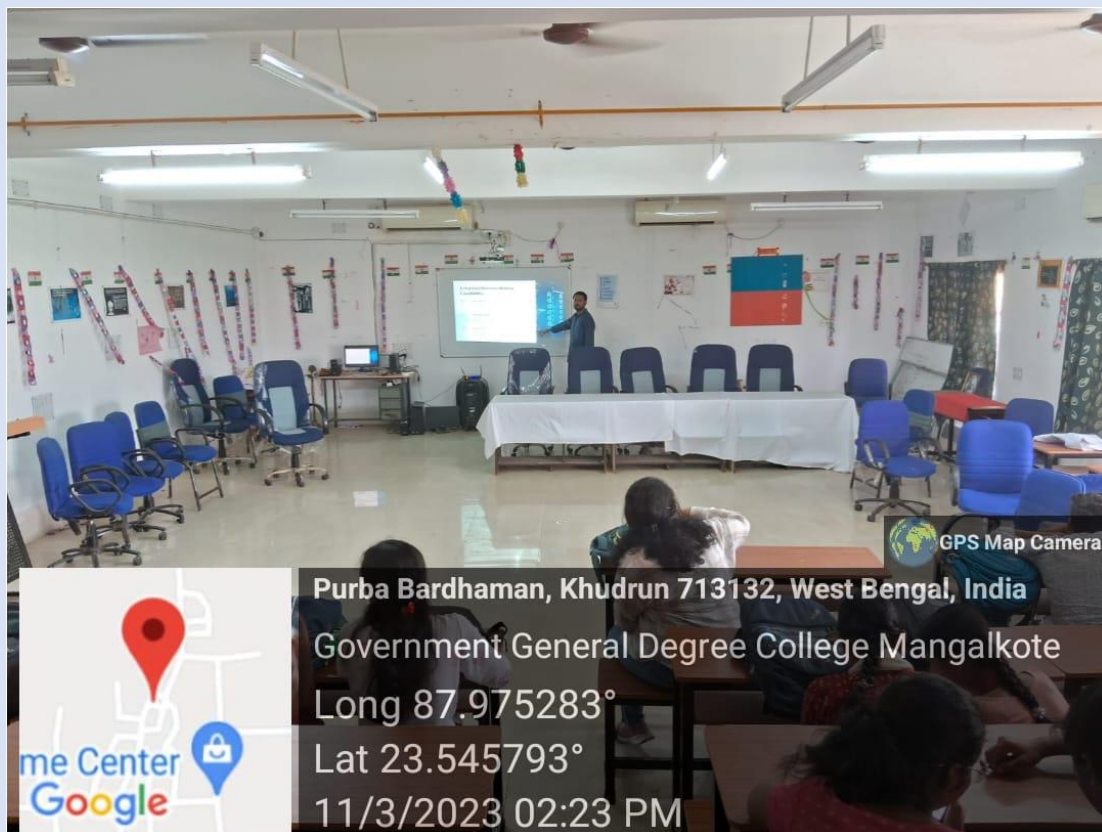 GPS Map Camera
Purba Bardhaman, Khudrun 713132, West Bengal, India
Government General Degree College Mangalkote
Long 87.975283°
Lat 23.545793°
11/3/2023 02:23 PM
me Center
Google